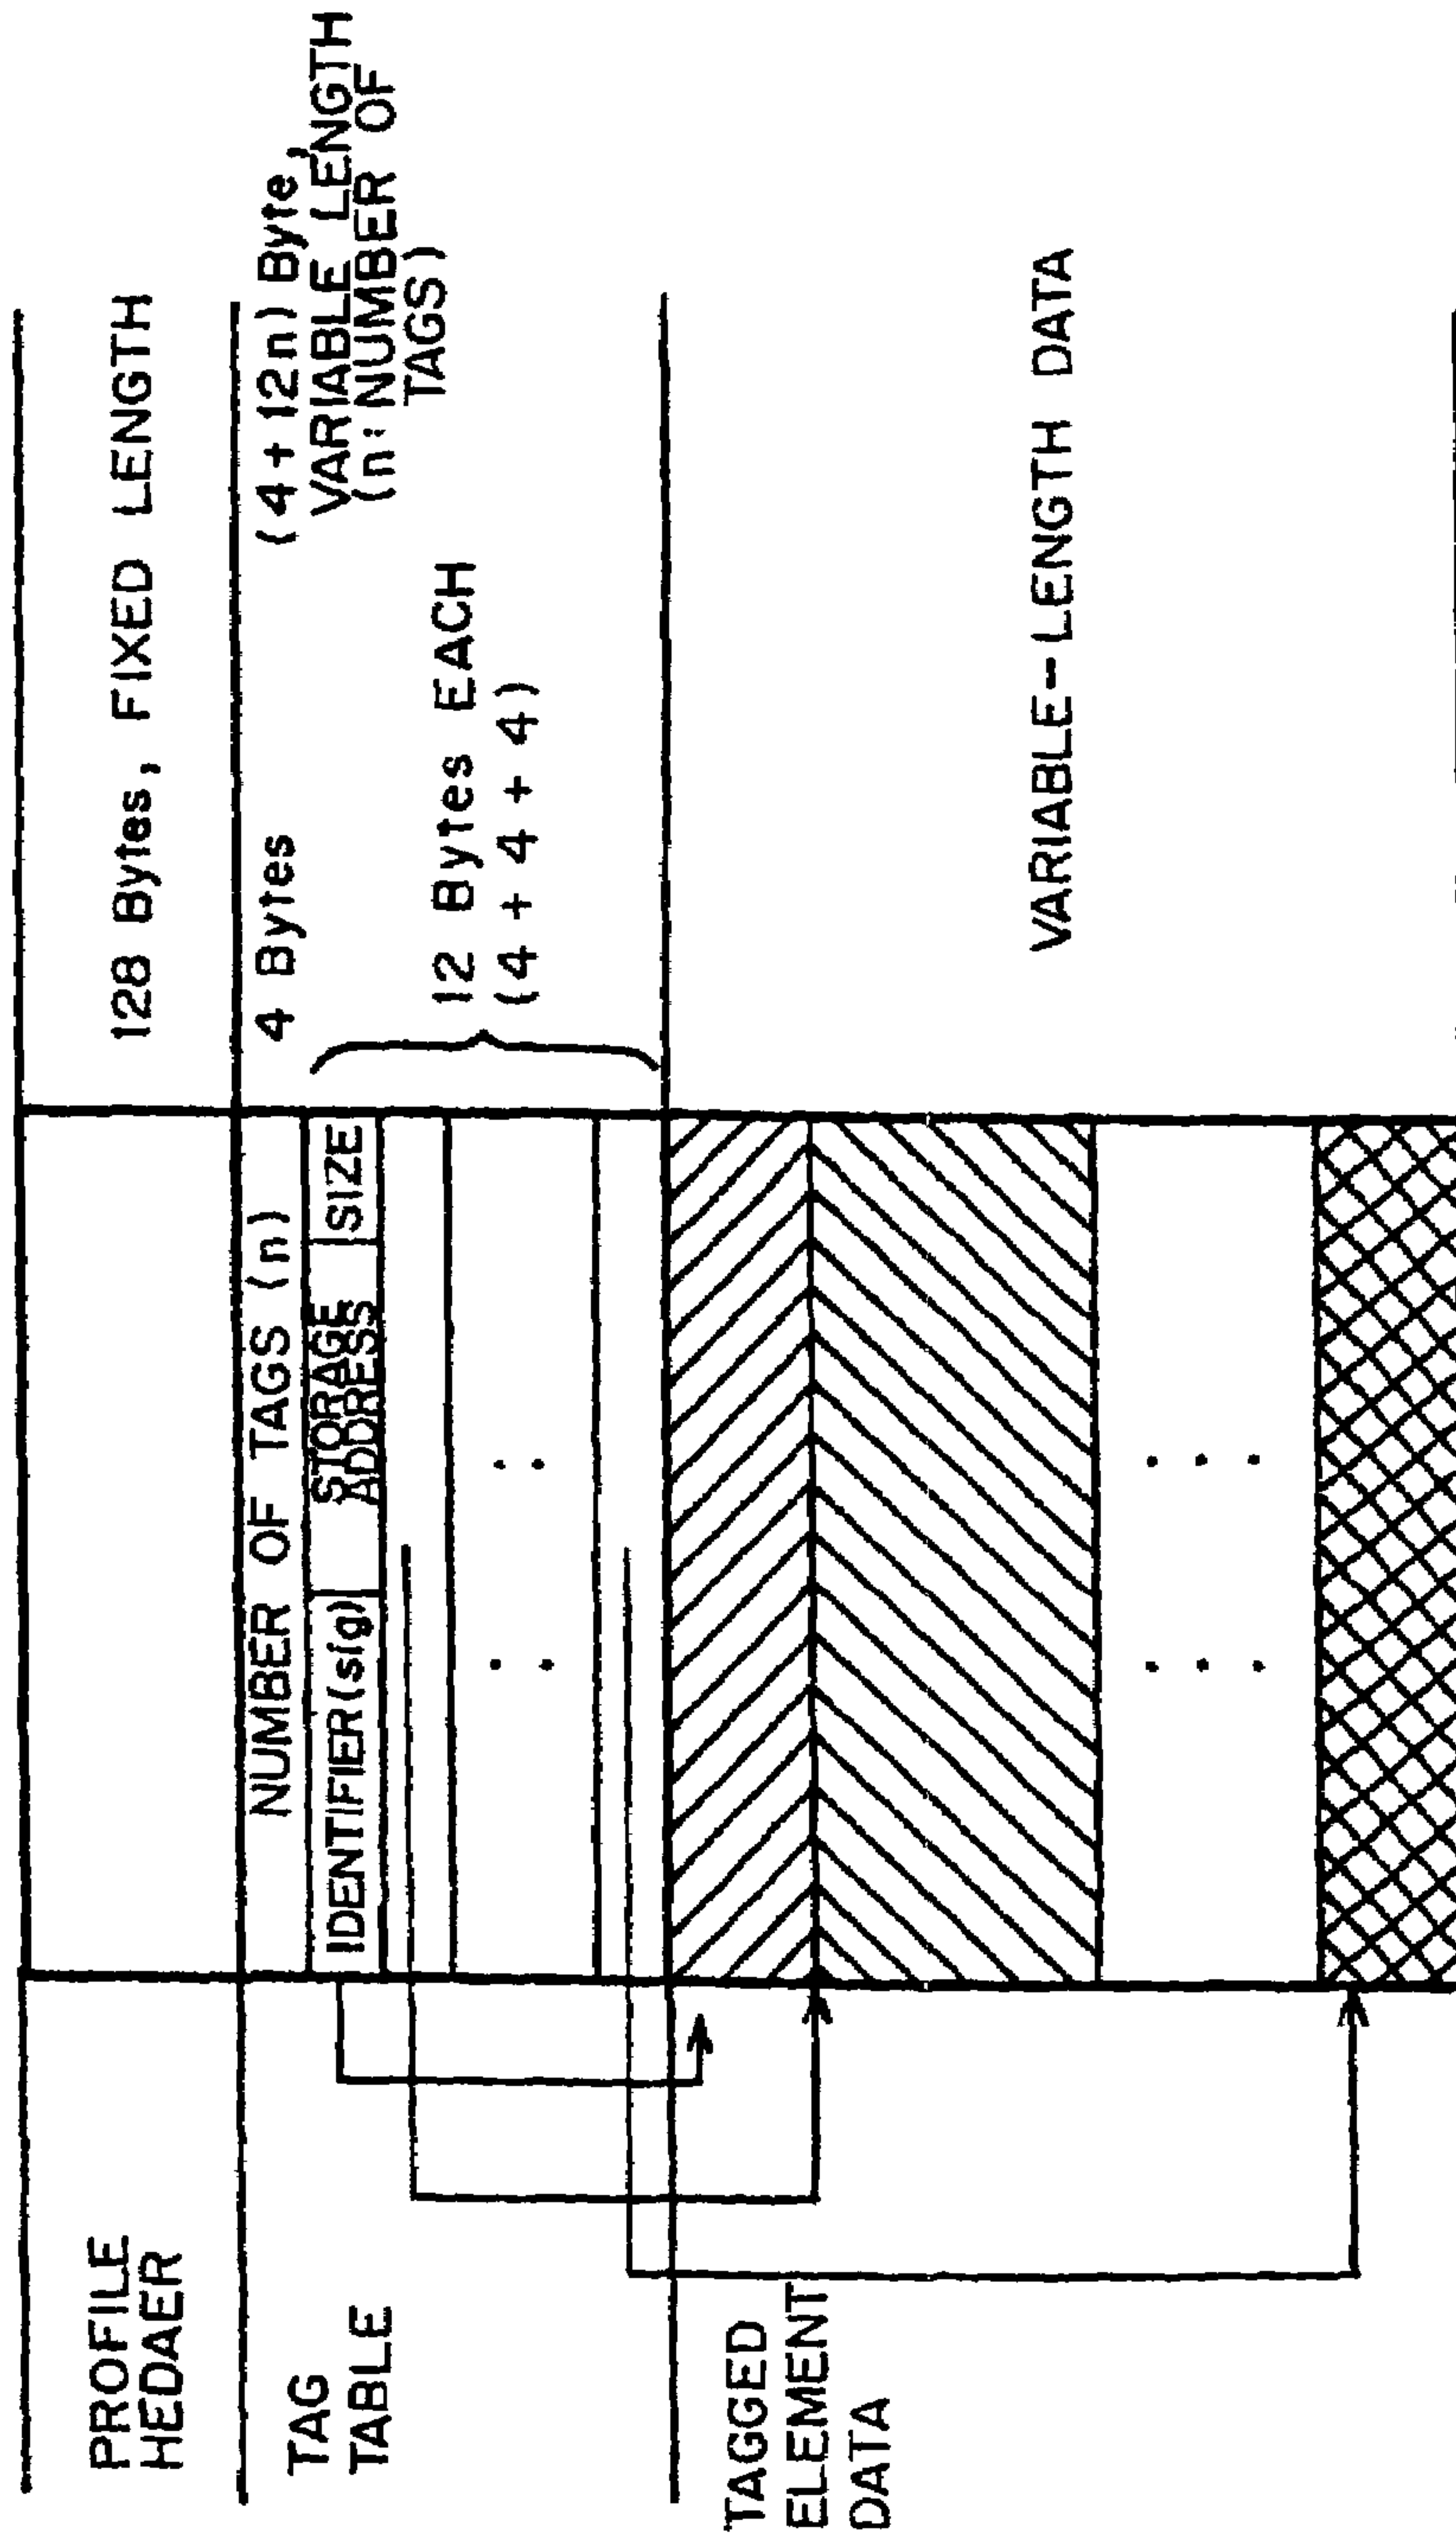 PROFILE
HEDAER
128 Bytes, FIXED LENGTH
TAG
TABLE
NUMBER OF TAGS (n)
4 Bytes
(4+12n) Byte,
VARIABLE LENGTH
(n: NUMBER OF
TAGS)
IDENTIFIER(sig)
STORAGE
ADDRESS
SIZE
12 Bytes EACH
(4 + 4 + 4)
TAGGED
ELEMENT
DATA
VARIABLE-LENGTH DATA